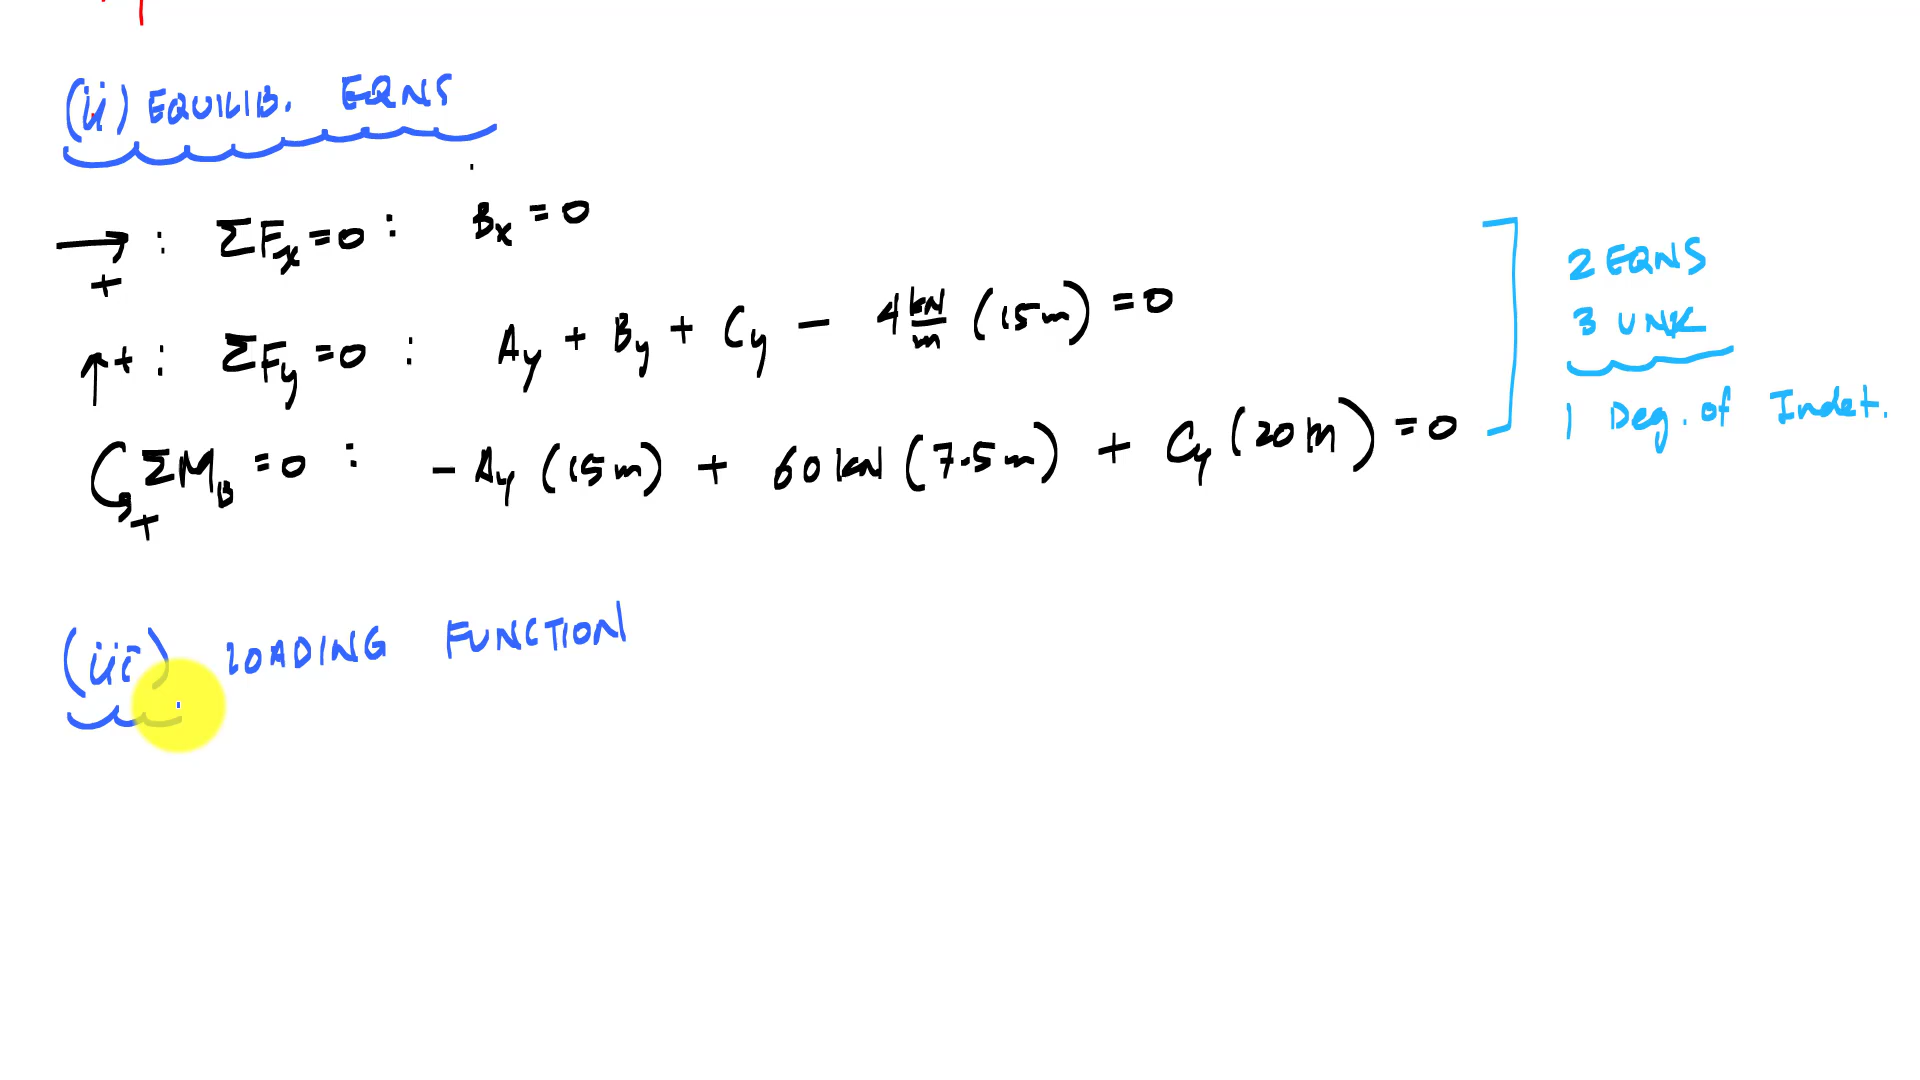 (ii) EQUILIB. EQNS
→+ : ΣFx = 0 : Bx = 0
↑+ : ΣFy = 0 : Ay + By + Cy − 4 kN/m (15m) = 0
↺+ ΣMB = 0 : − Ay (15m) + 60 kN (7.5m) + Cy (20m) = 0
2 EQNS
3 UNK
1 Deg. of Indet.
(iii) LOADING FUNCTION